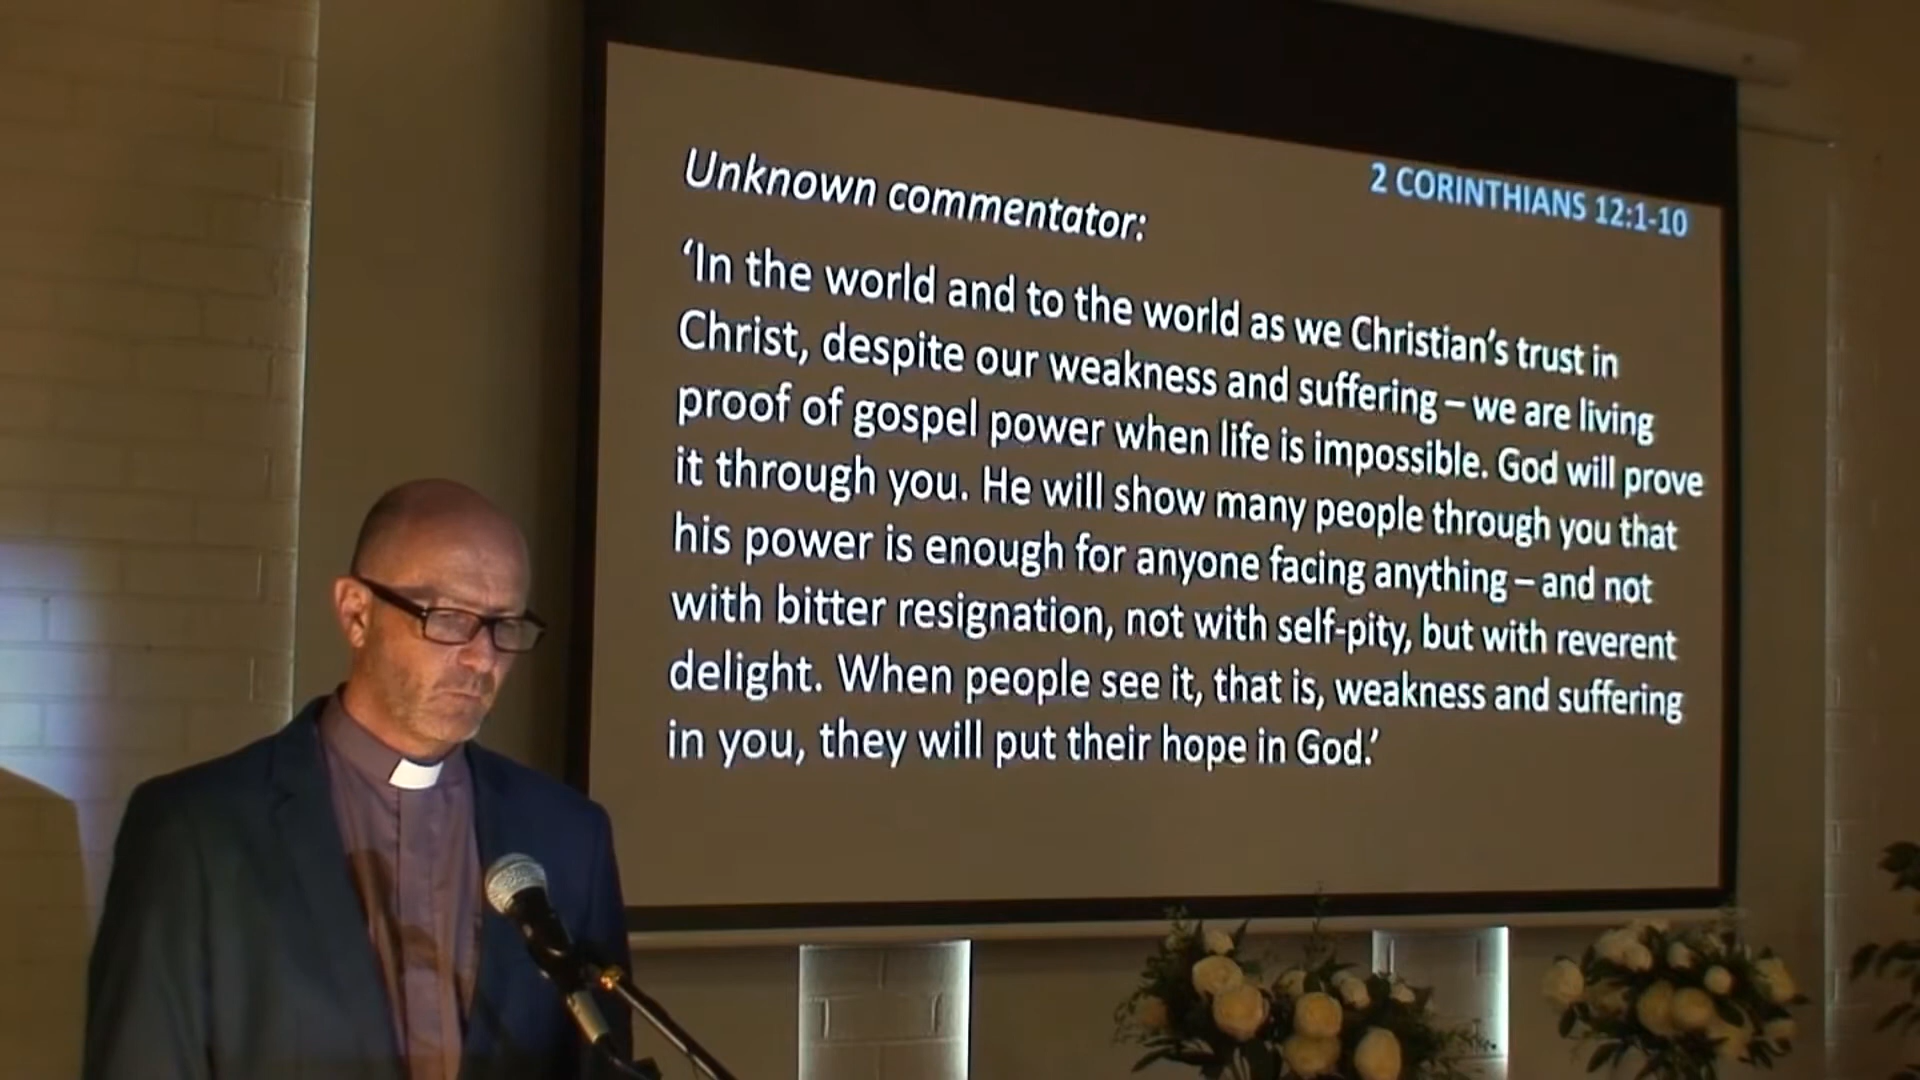 2 CORINTHIANS 12:1-10
Unknown commentator:
‘In the world and to the world as we Christian’s trust in
Christ, despite our weakness and suffering – we are living
proof of gospel power when life is impossible. God will prove
it through you. He will show many people through you that
his power is enough for anyone facing anything – and not
with bitter resignation, not with self-pity, but with reverent
delight. When people see it, that is, weakness and suffering
in you, they will put their hope in God.’